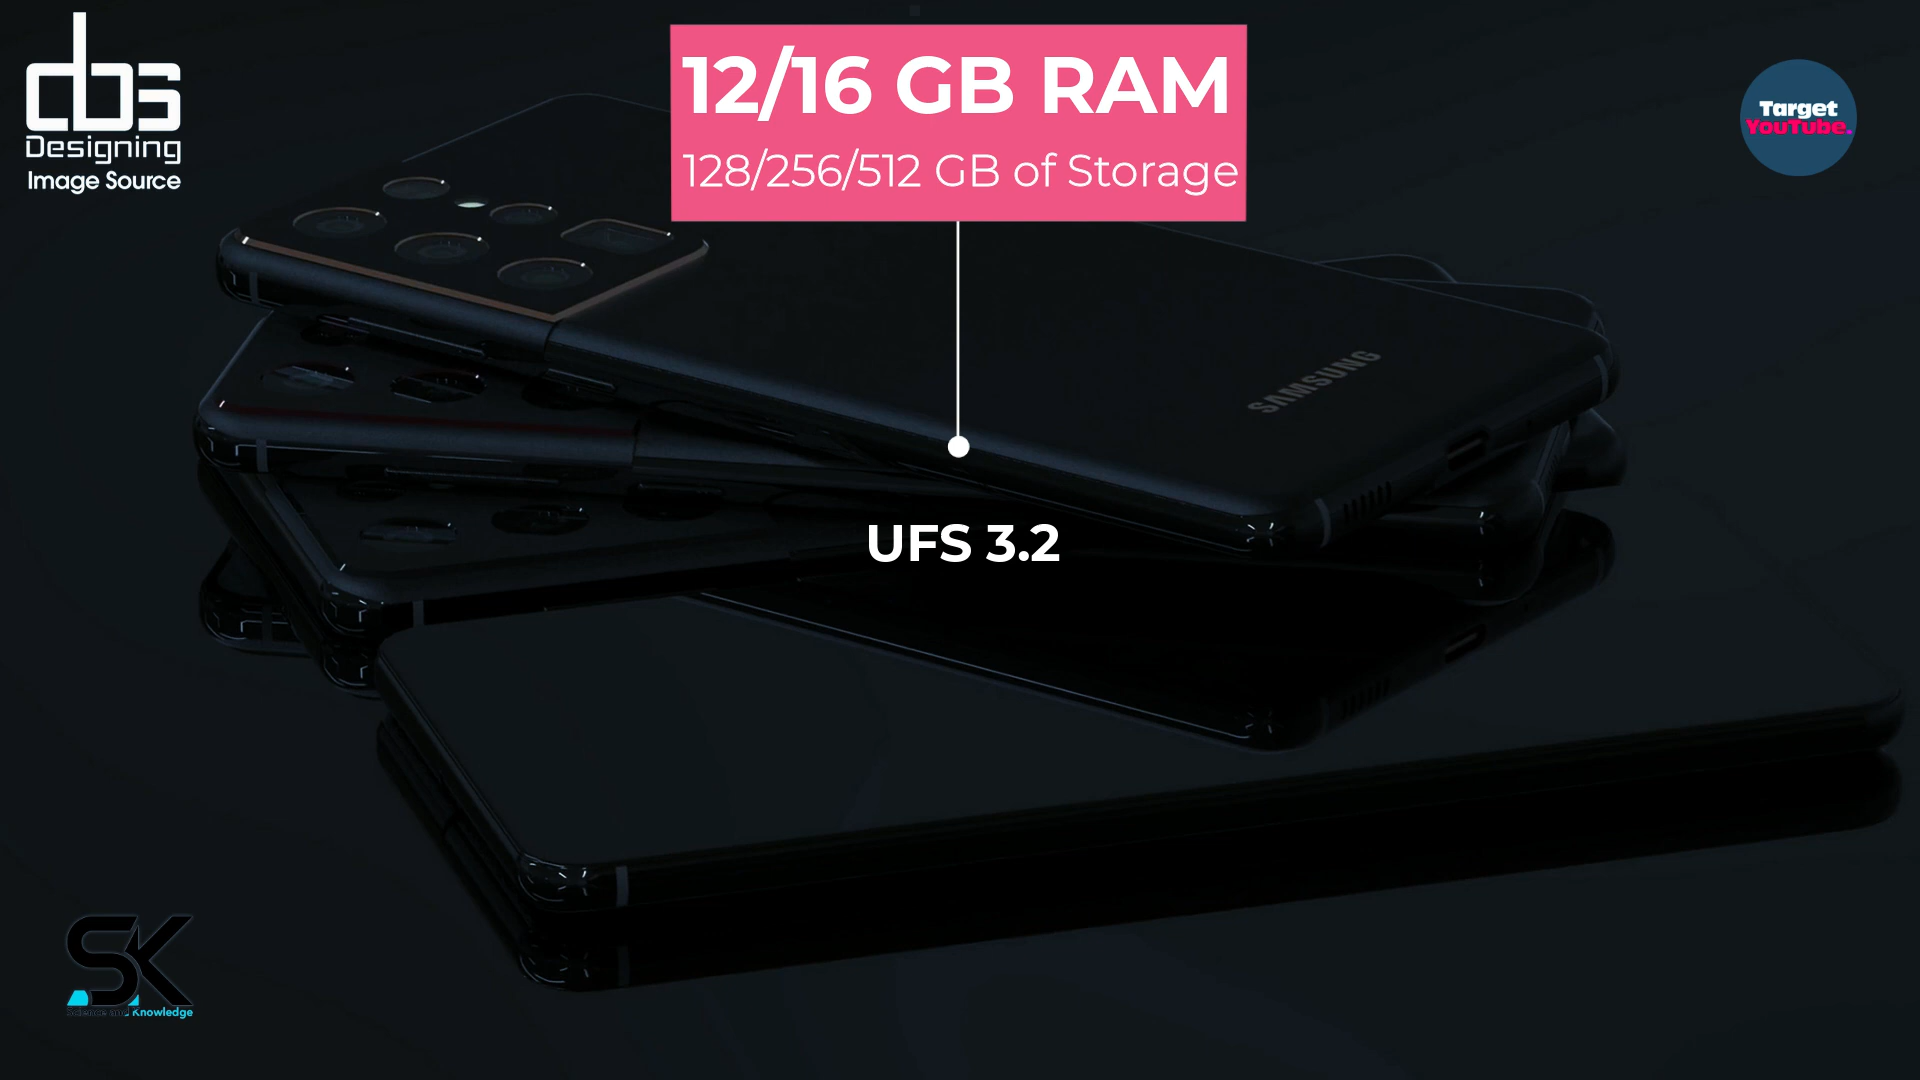 dbs
Designing
Image Source
12/16 GB RAM
128/256/512 GB of Storage
Target
YouTube.
SAMSUNG
UFS 3.2
SK
Science and Knowledge